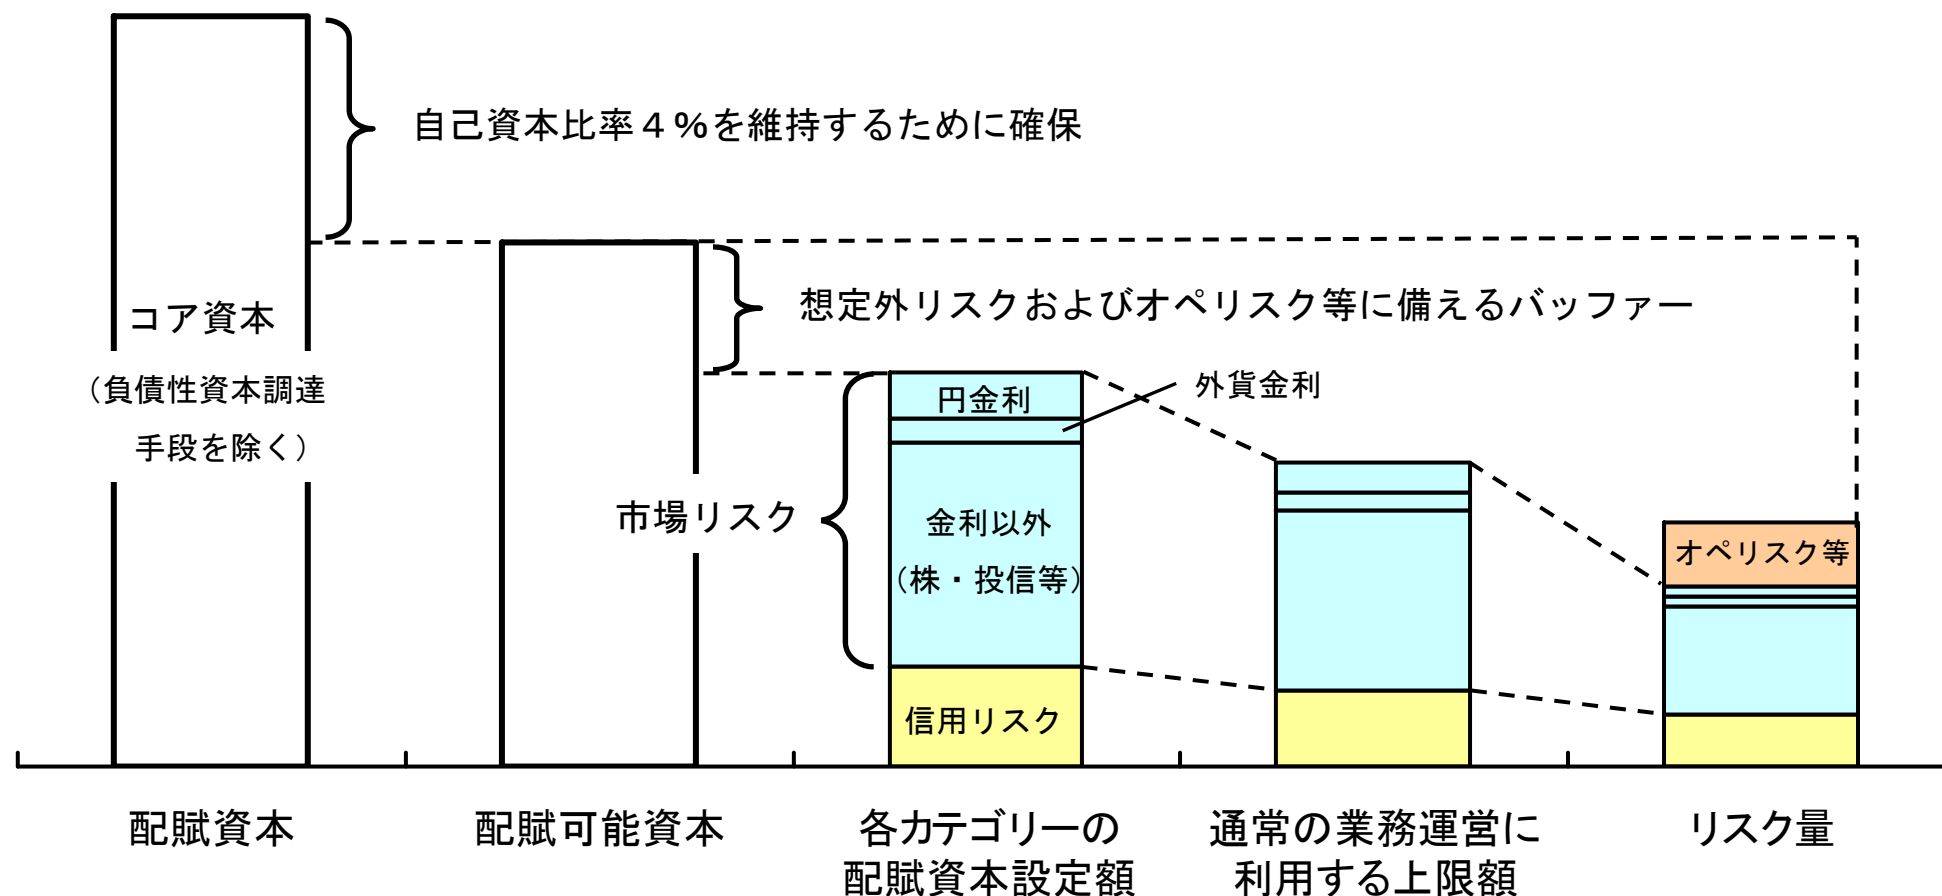 自己資本比率４%を維持するために確保
コア資本
（負債性資本調達
手段を除く）
想定外リスクおよびオペリスク等に備えるバッファー
円金利
外貨金利
市場リスク
金利以外
（株・投信等）
信用リスク
オペリスク等
配賦資本
配賦可能資本
各カテゴリーの
配賦資本設定額
通常の業務運営に
利用する上限額
リスク量